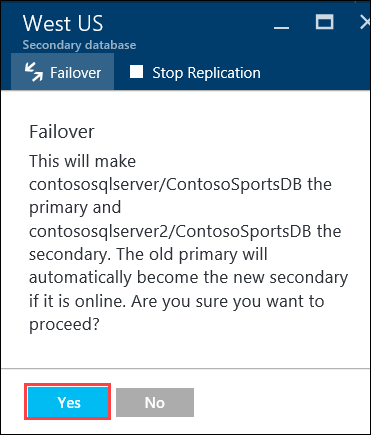 West US
Secondary database
Failover
Stop Replication
Failover
This will make
contososqlserver/ContosoSportsDB the
primary and
contososqlserver2/ContosoSportsDB the
secondary. The old primary will
automatically become the new secondary
if it is online. Are you sure you want to
proceed?
Yes
No